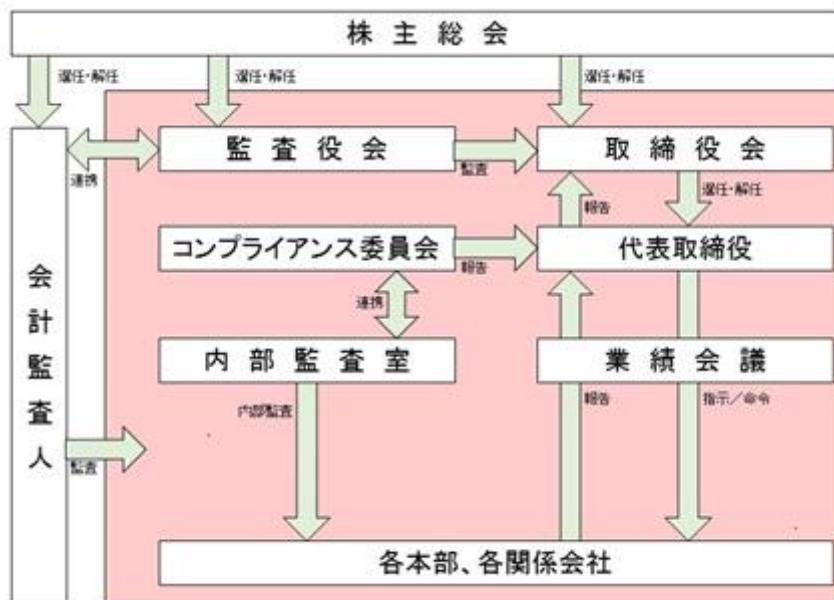 株主総会
選任・解任
選任・解任
選任・解任
監査役会
取締役会
連携
監査
選任・解任
報告
コンプライアンス委員会
代表取締役
報告
連携
会計監査人
内部監査室
業績会議
内部監査
報告
指示／命令
監査
各本部、各関係会社